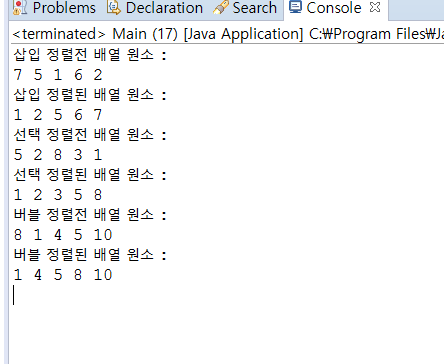 Problems Declaration Search Console
<terminated> Main (17) [Java Application] C:₩Program Files₩Ja
삽입 정렬전 배열 원소 :
7 5 1 6 2
삽입 정렬된 배열 원소 :
1 2 5 6 7
선택 정렬전 배열 원소 :
5 2 8 3 1
선택 정렬된 배열 원소 :
1 2 3 5 8
버블 정렬전 배열 원소 :
8 1 4 5 10
버블 정렬된 배열 원소 :
1 4 5 8 10